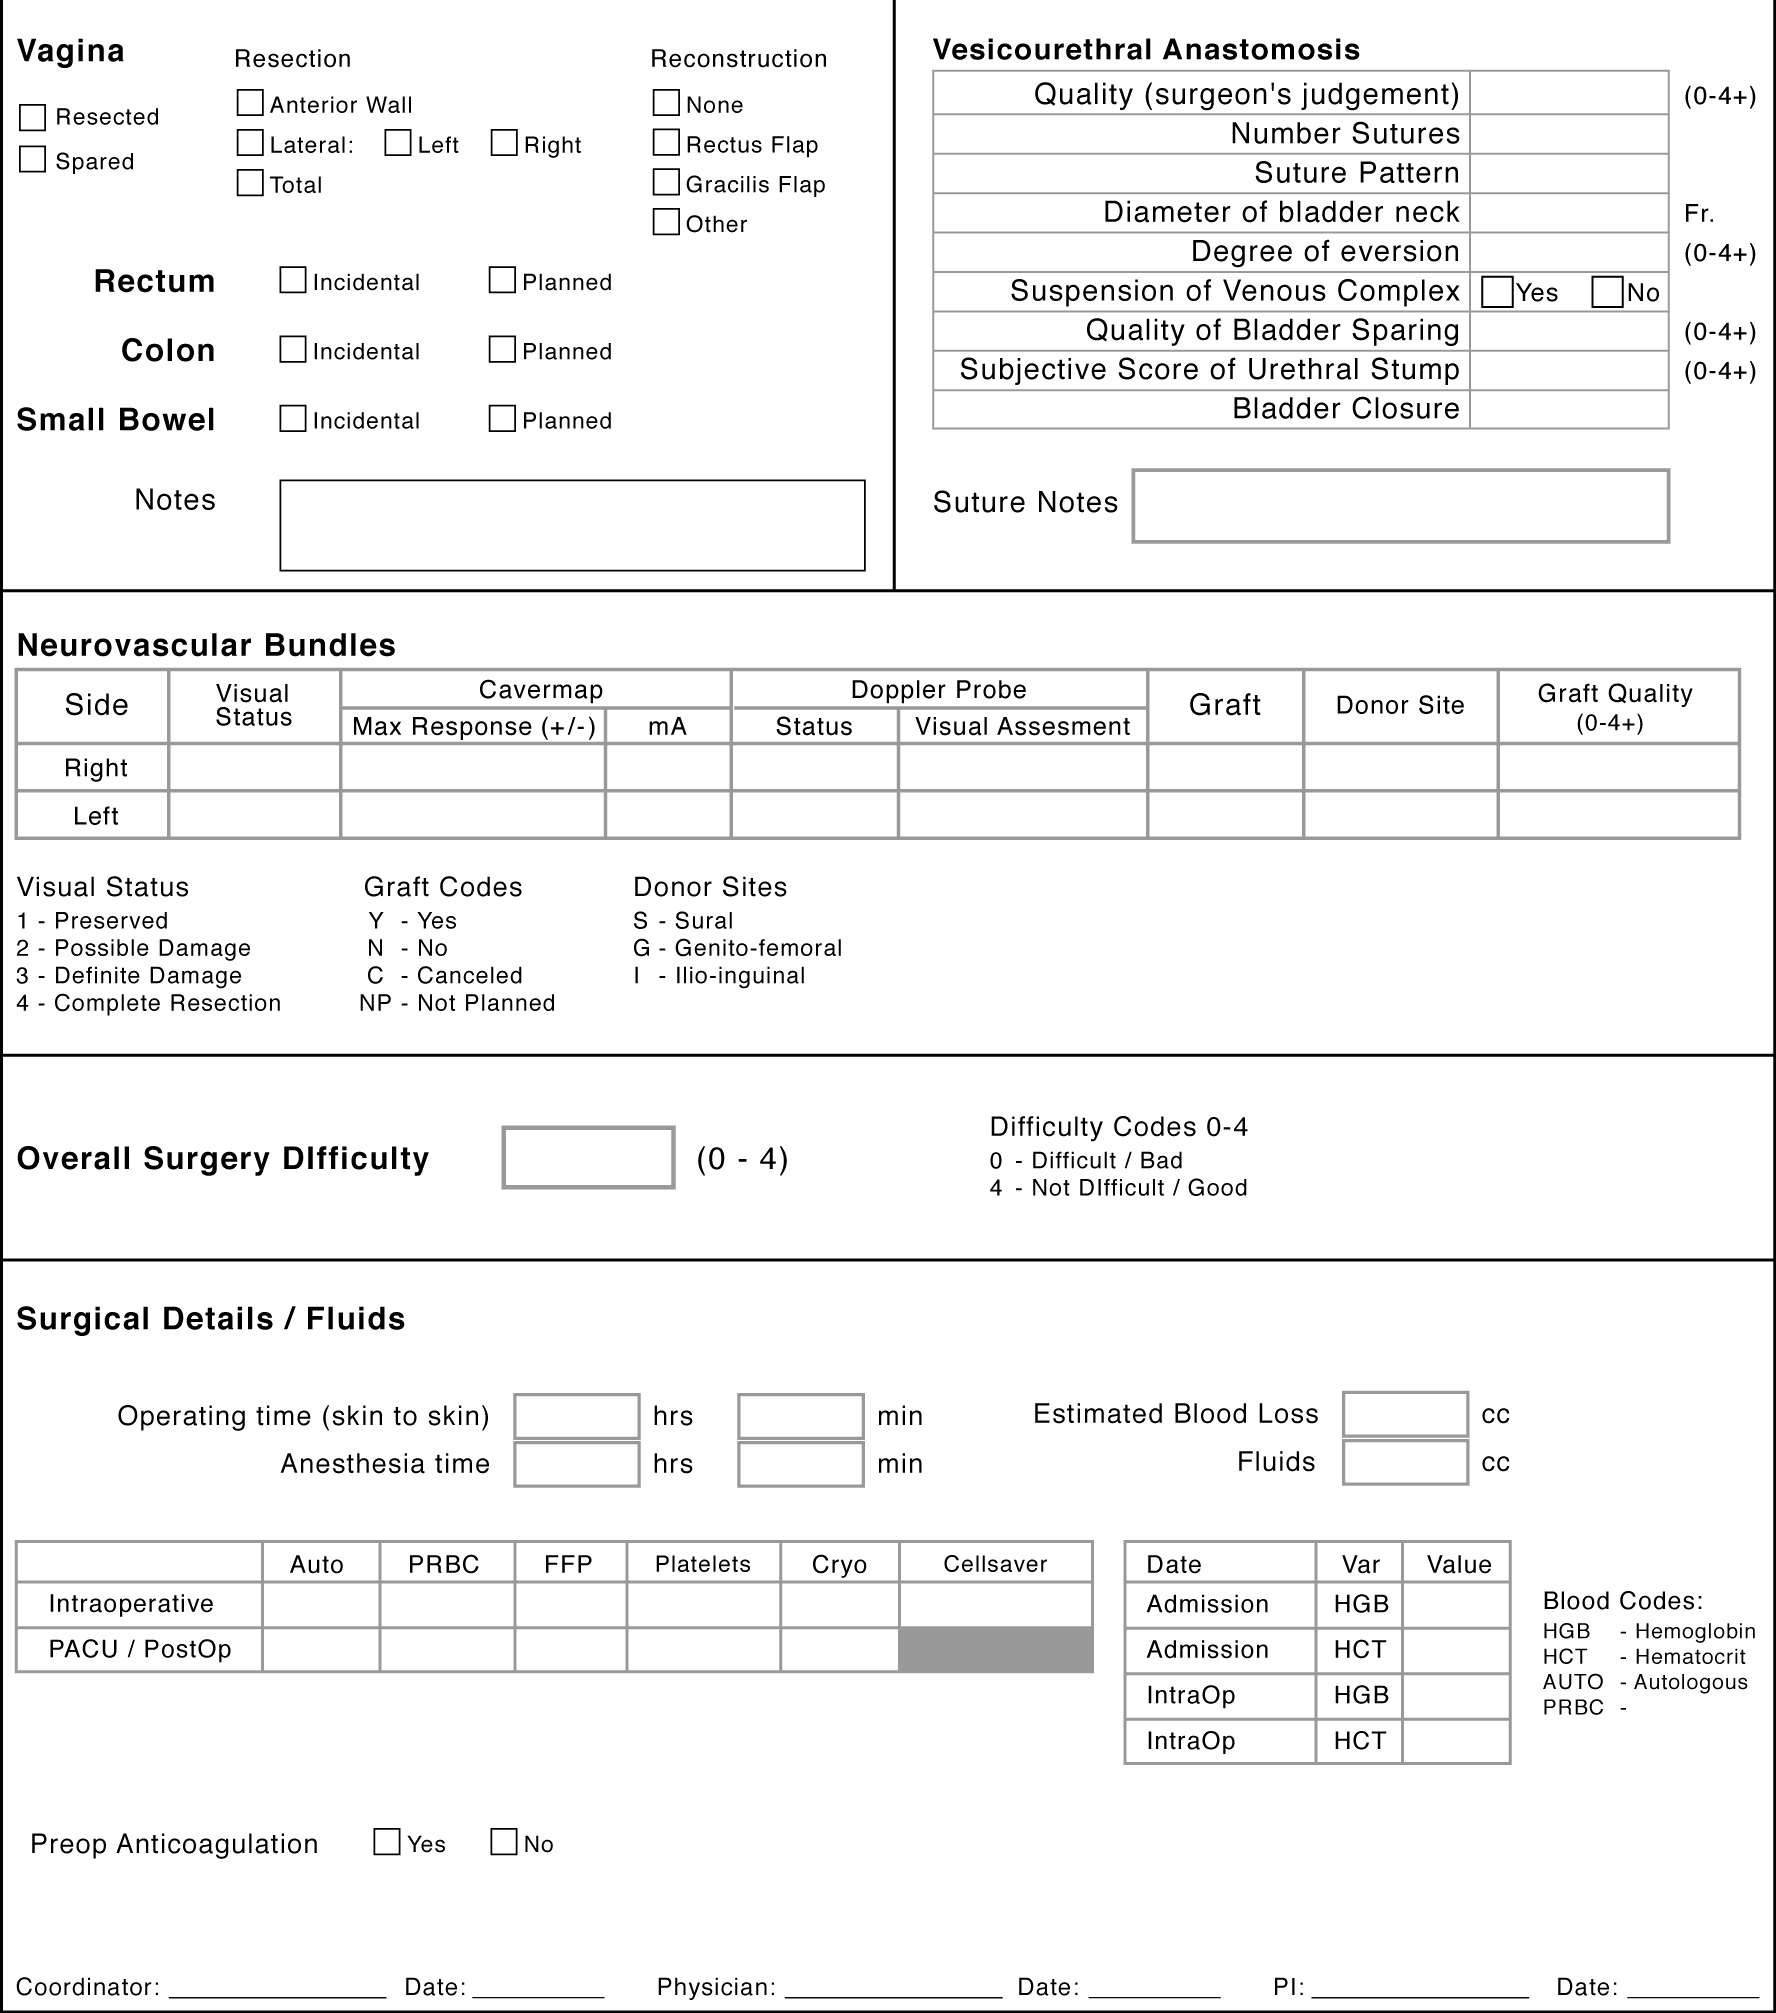 Vagina
Resection
Reconstruction
Resected
Spared
Anterior Wall
Lateral: Left Right
Total
None
Rectus Flap
Gracilis Flap
Other
Rectum Incidental Planned
Colon Incidental Planned
Small Bowel Incidental Planned
Notes
Vesicourethral Anastomosis
Quality (surgeon's judgement) (0-4+)
Number Sutures
Suture Pattern
Diameter of bladder neck Fr.
Degree of eversion (0-4+)
Suspension of Venous Complex Yes No
Quality of Bladder Sparing (0-4+)
Subjective Score of Urethral Stump (0-4+)
Bladder Closure
Suture Notes
Neurovascular Bundles
Side
Visual
Status
Cavermap
Max Response (+/-) mA
Doppler Probe
Status Visual Assesment
Graft
Donor Site
Graft Quality
(0-4+)
Right
Left
Visual Status
1 - Preserved
2 - Possible Damage
3 - Definite Damage
4 - Complete Resection
Graft Codes
Y - Yes
N - No
C - Canceled
NP - Not Planned
Donor Sites
S - Sural
G - Genito-femoral
I - Ilio-inguinal
Overall Surgery DIfficulty (0 - 4)
Difficulty Codes 0-4
0 - Difficult / Bad
4 - Not DIfficult / Good
Surgical Details / Fluids
Operating time (skin to skin) hrs min
Anesthesia time hrs min
Estimated Blood Loss cc
Fluids cc
Auto PRBC FFP Platelets Cryo Cellsaver
Intraoperative
PACU / PostOp
Date Var Value
Admission HGB
Admission HCT
IntraOp HGB
IntraOp HCT
Blood Codes:
HGB - Hemoglobin
HCT - Hematocrit
AUTO - Autologous
PRBC -
Preop Anticoagulation Yes No
Coordinator: Date: Physician: Date: PI: Date: